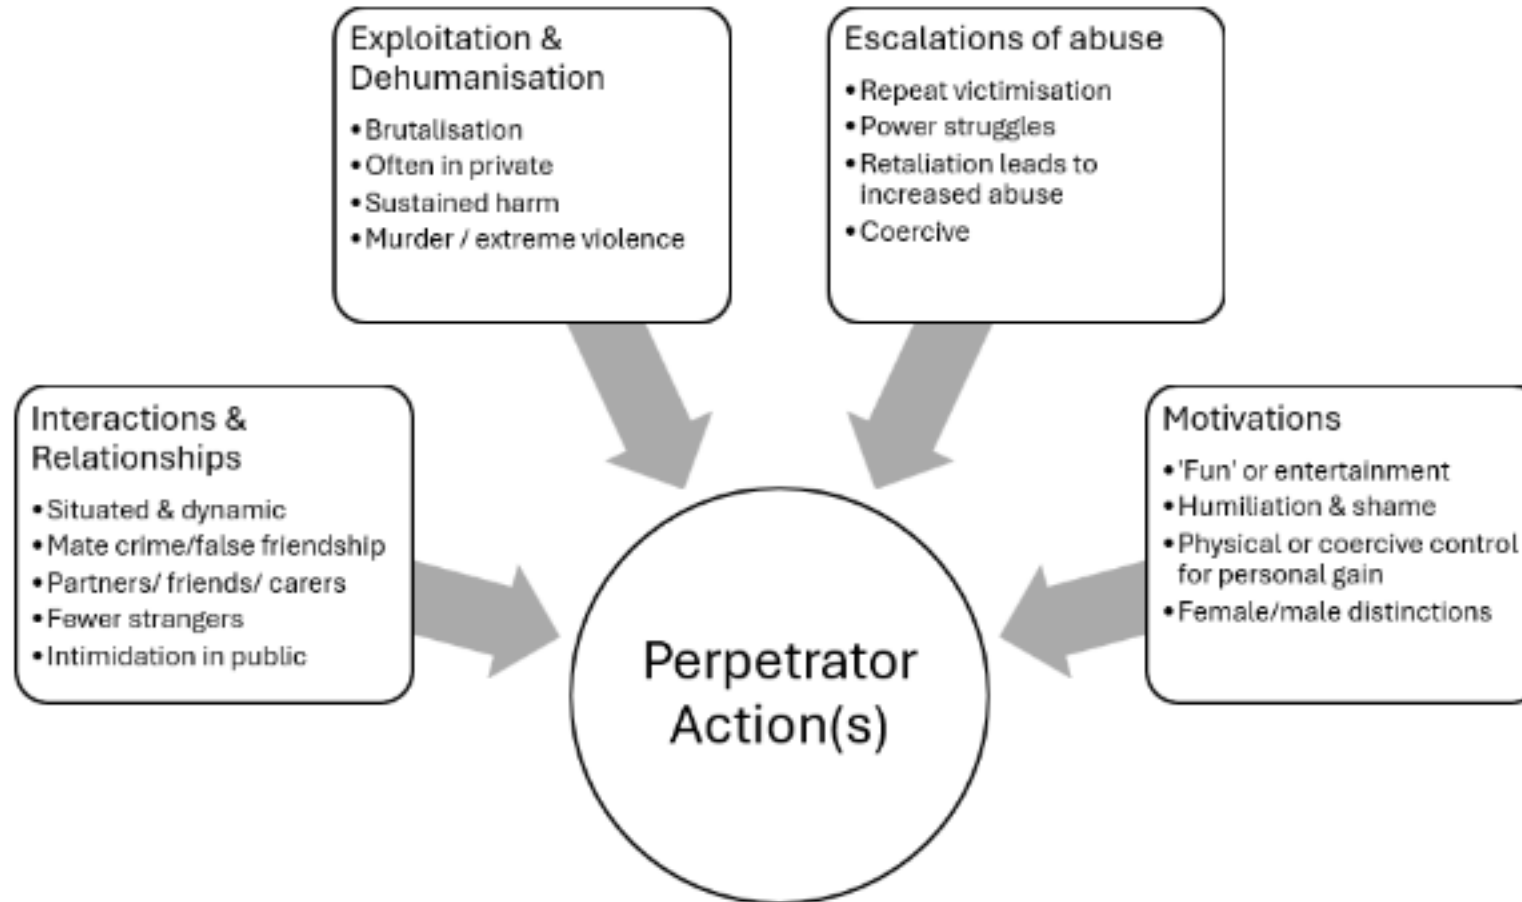 Exploitation &
Dehumanisation
•Brutalisation
•Often in private
•Sustained harm
•Murder / extreme violence
Escalations of abuse
•Repeat victimisation
•Power struggles
•Retaliation leads to
increased abuse
•Coercive
Interactions &
Relationships
•Situated & dynamic
•Mate crime/false friendship
•Partners/ friends/ carers
•Fewer strangers
•Intimidation in public
Motivations
•'Fun' or entertainment
•Humiliation & shame
•Physical or coercive control
for personal gain
•Female/male distinctions
Perpetrator
Action(s)